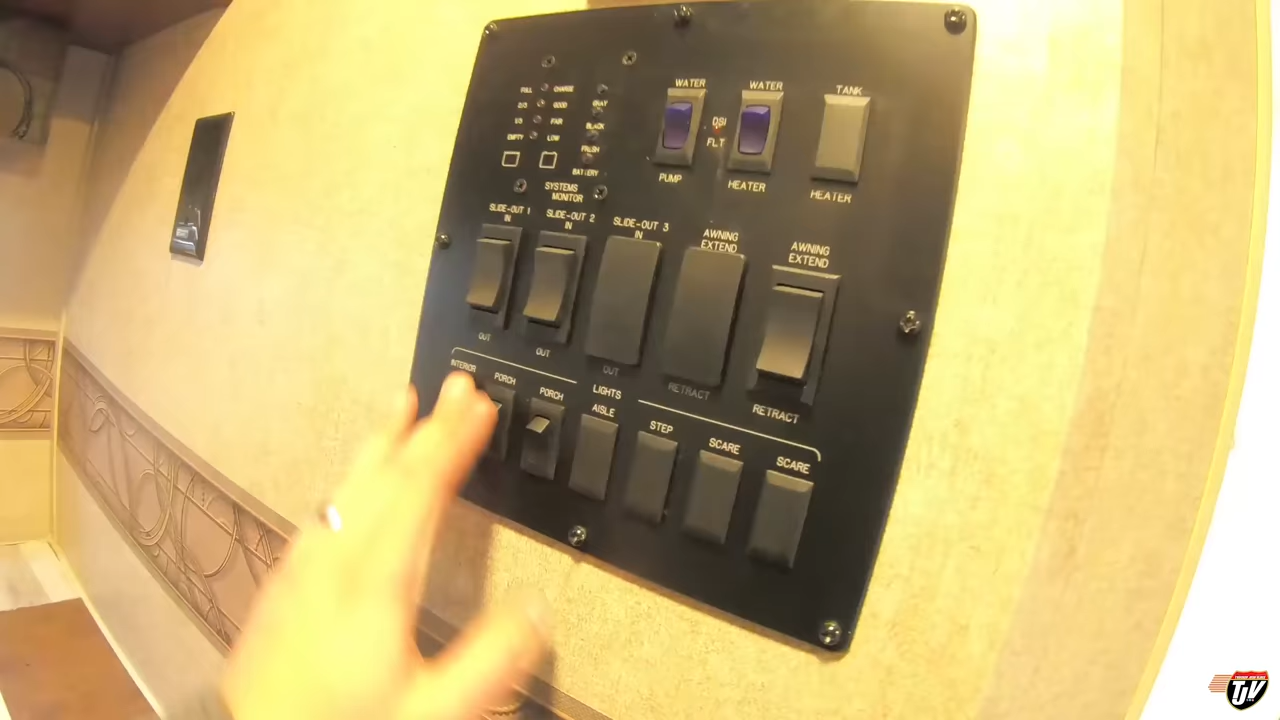 WATER
WATER
TANK
FULL CHARGE
2/3 GOOD
1/3 FAIR
EMPTY LOW
GRAY
BLACK
FRESH
BATTERY
DSI
FLT
PUMP
HEATER
HEATER
SYSTEMS
MONITOR
SLIDE-OUT 1
IN
SLIDE-OUT 2
IN
SLIDE-OUT 3
IN
AWNING
EXTEND
AWNING
EXTEND
OUT
OUT
OUT
RETRACT
RETRACT
LIGHTS
INTERIOR
PORCH
PORCH
AISLE
STEP
SCARE
SCARE
TJV